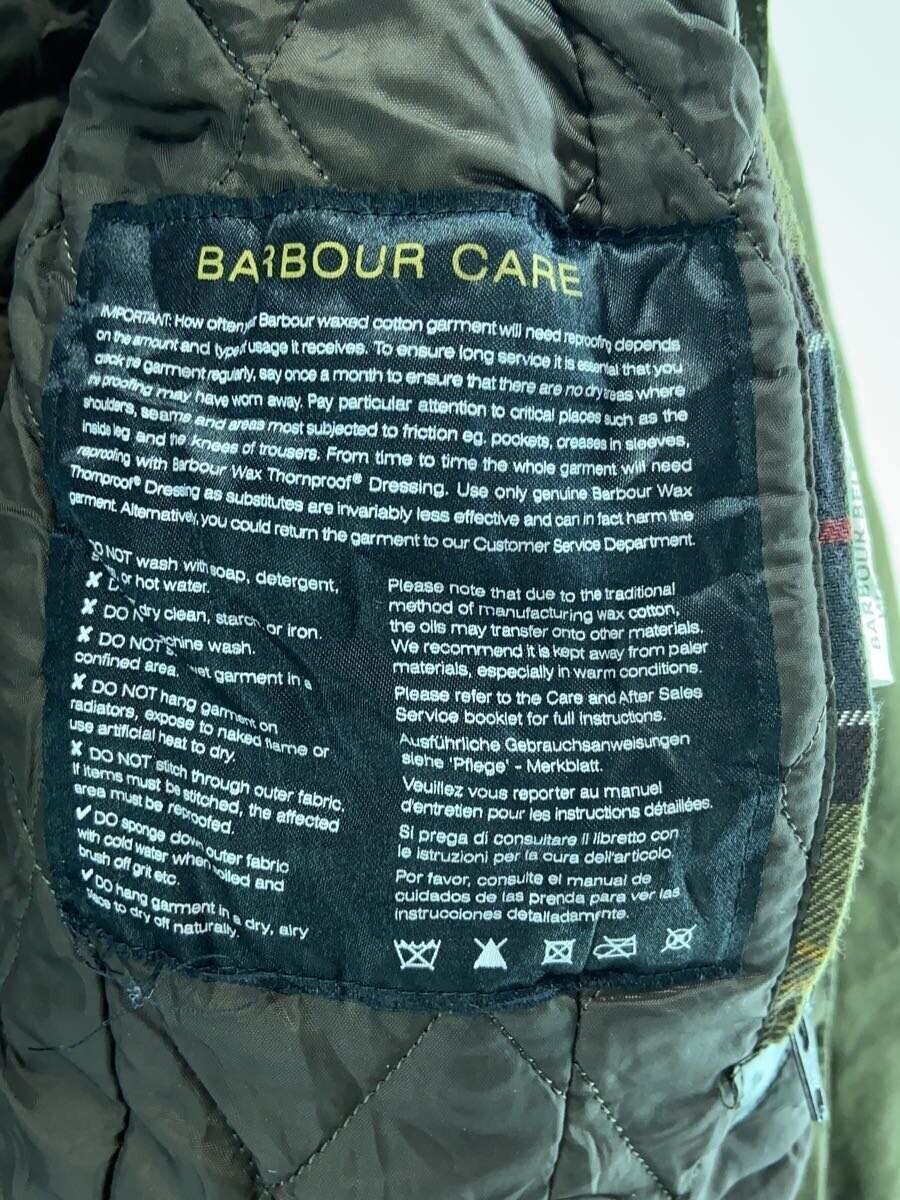 BARBOUR CARE
IMPORTANT: How often Barbour waxed cotton garment will need reproofing depends
on the amount and type of usage it receives. To ensure long service it is essential that you
check the garment regularly, say once a month to ensure that there are no dry areas where
the proofing may have worn away. Pay particular attention to critical places such as the
shoulders, seams and areas most subjected to friction eg. pockets, creases in sleeves,
inside leg and the knees of trousers. From time to time the whole garment will need
reproofing with Barbour Wax Thornproof® Dressing. Use only genuine Barbour Wax
Thornproof® Dressing as substitutes are invariably less effective and can in fact harm the
garment. Alternatively, you could return the garment to our Customer Service Department.
DO NOT wash with soap, detergent,
or hot water.
✘ DO dry clean, starch or iron.
✘ DO NOT machine wash.
✘ DO NOT garment in a
confined area.
✘ DO NOT hang garment on
radiators, expose to naked flame or
use artificial heat to dry.
✘ DO NOT stitch through outer fabric.
If items must be stitched, the affected
area must be reproofed.
✔ DO sponge down outer fabric
with cold water when soiled and
brush off grit etc.
✔ DO hang garment in a dry, airy
place to dry off naturally.
Please note that due to the traditional
method of manufacturing wax cotton,
the oils may transfer onto other materials.
We recommend it is kept away from paler
materials, especially in warm conditions.
Please refer to the Care and After Sales
Service booklet for full instructions.
Ausführliche Gebrauchsanweisungen
siehe 'Pflege' - Merkblatt.
Veuillez vous reporter au manuel
d'entretien pour les instructions détaillées.
Si prega di consultare il libretto con
le istruzioni per la cura dell'articolo.
Por favor, consulte el manual de
cuidados de las prenda para ver las
instrucciones detalladamente.
BARBOUR